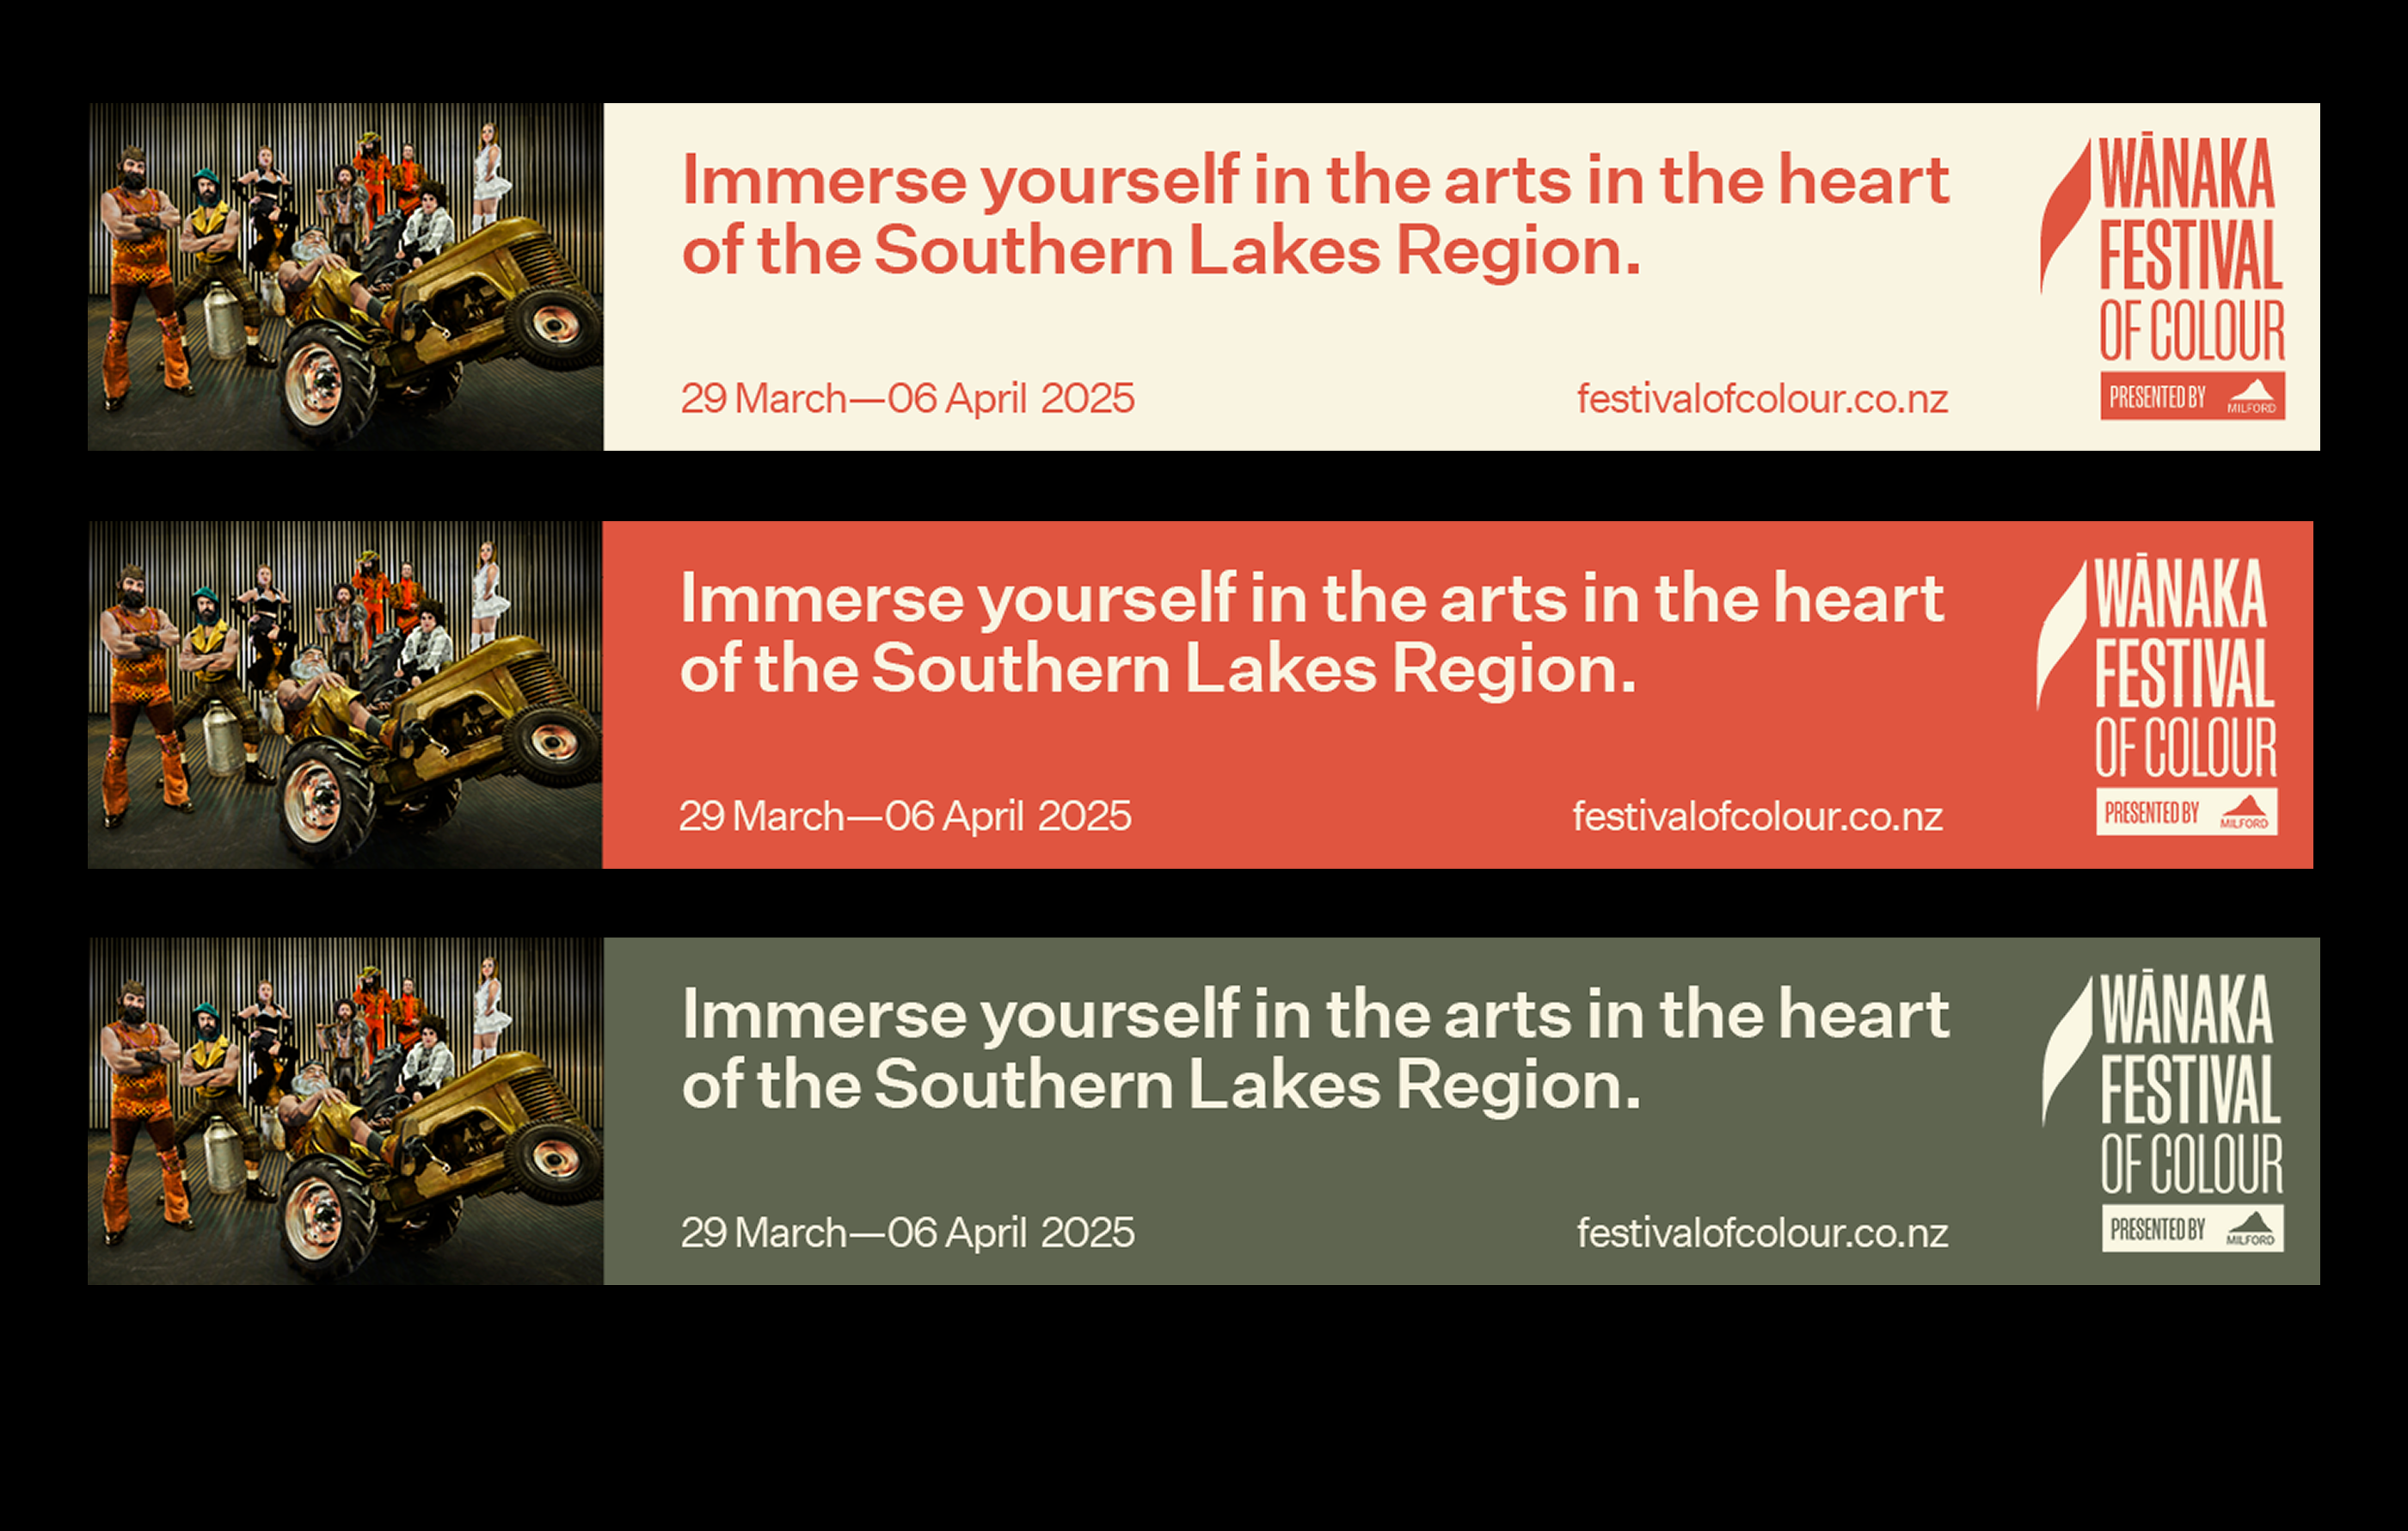 Immerse yourself in the arts in the heart
of the Southern Lakes Region.
29 March—06 April 2025
festivalofcolour.co.nz
WĀNAKA
FESTIVAL
OF COLOUR
PRESENTED BY
MILFORD
Immerse yourself in the arts in the heart
of the Southern Lakes Region.
29 March—06 April 2025
festivalofcolour.co.nz
WĀNAKA
FESTIVAL
OF COLOUR
PRESENTED BY
MILFORD
Immerse yourself in the arts in the heart
of the Southern Lakes Region.
29 March—06 April 2025
festivalofcolour.co.nz
WĀNAKA
FESTIVAL
OF COLOUR
PRESENTED BY
MILFORD